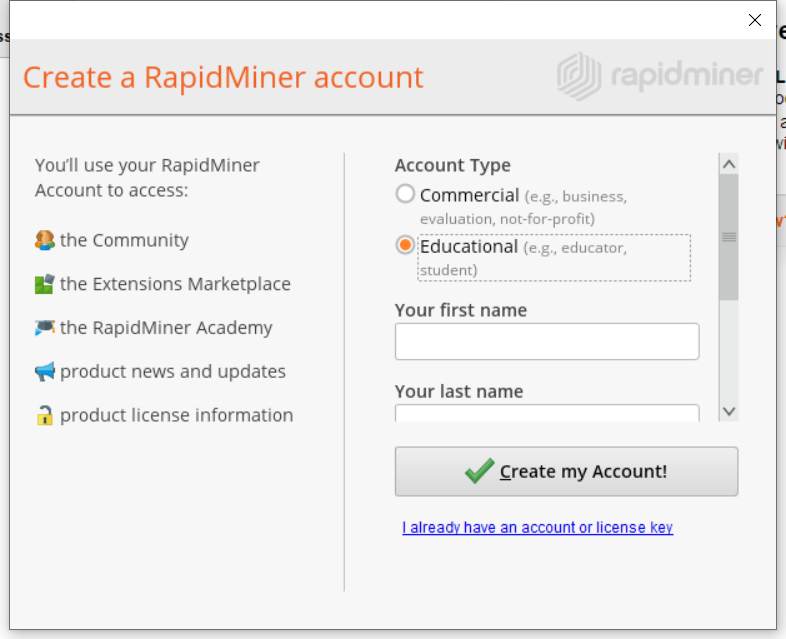 Create a RapidMiner account
rapidminer
You'll use your RapidMiner
Account to access:
the Community
the Extensions Marketplace
the RapidMiner Academy
product news and updates
product license information
Account Type
Commercial (e.g., business,
evaluation, not-for-profit)
Educational (e.g., educator,
student)
Your first name
Your last name
Create my Account!
I already have an account or license key